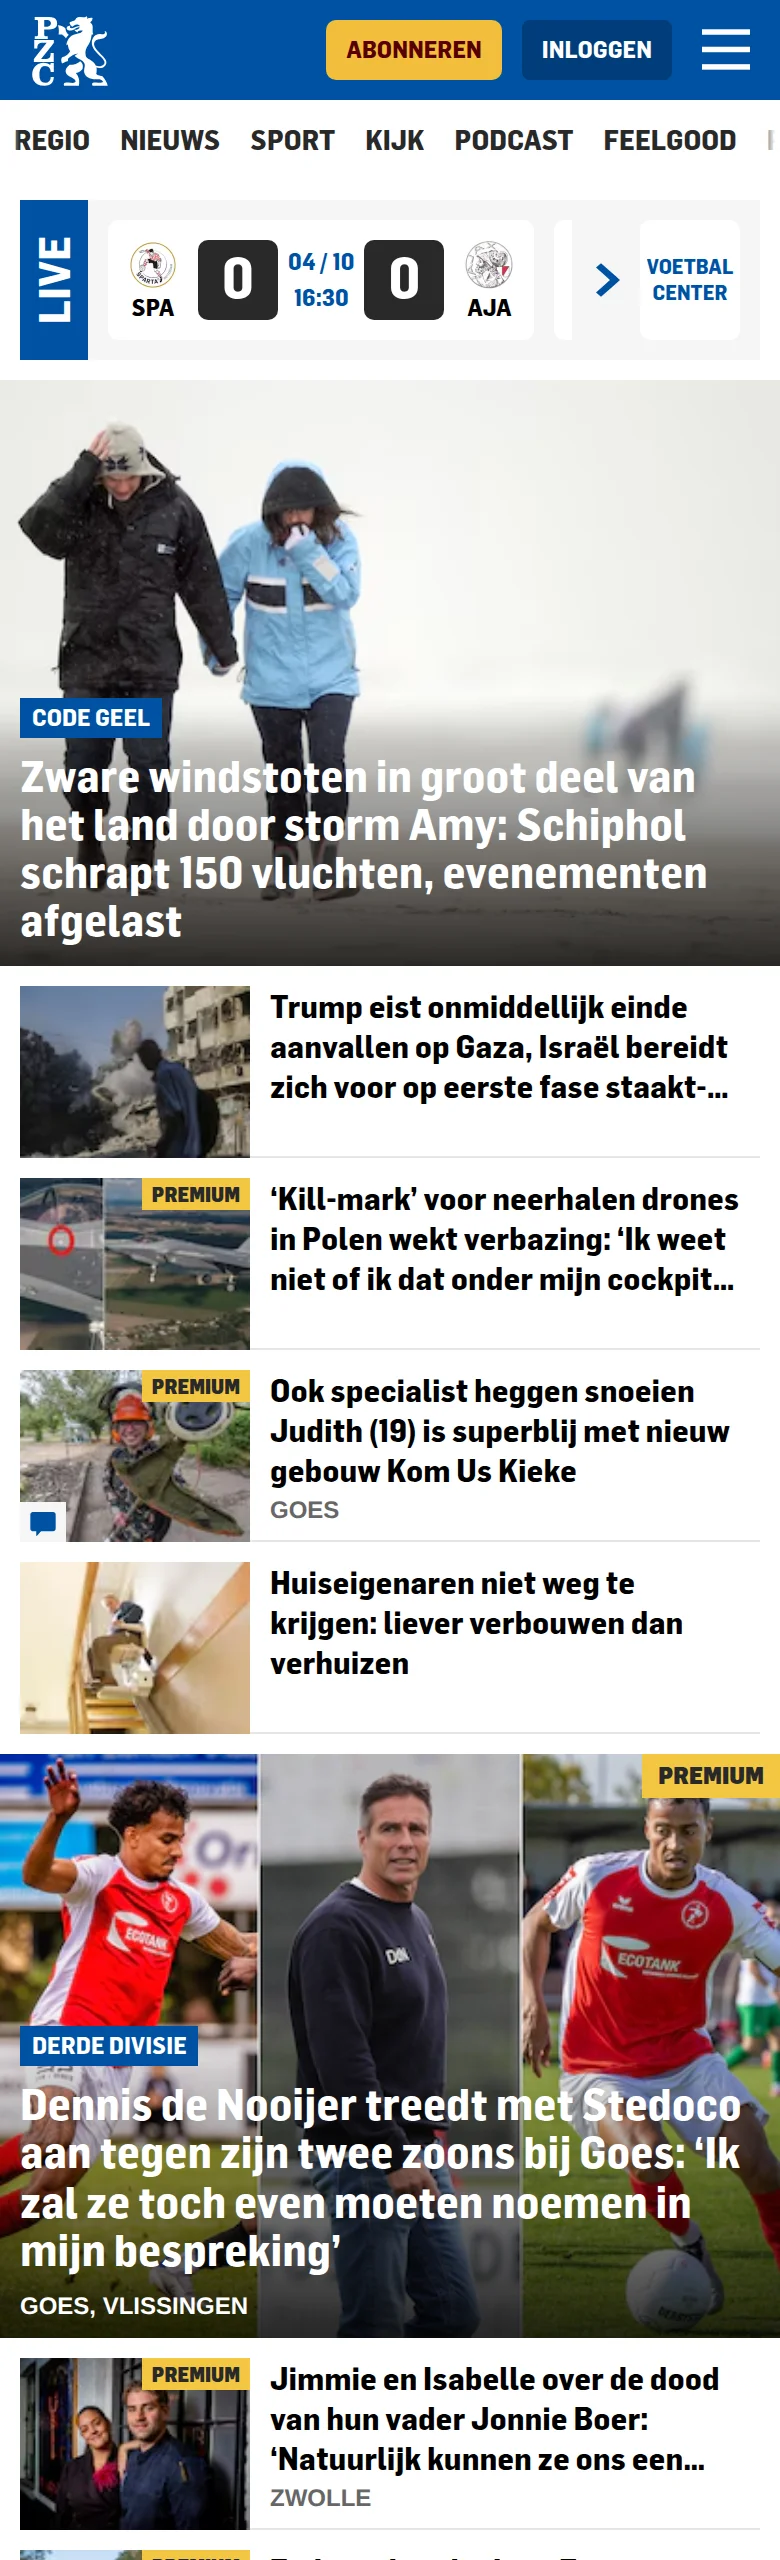 PZC
ABONNEREN
INLOGGEN
REGIO NIEUWS SPORT KIJK PODCAST FEELGOOD
LIVE
SPA
0
04 / 10
16:30
0
AJA
VOETBAL
CENTER
CODE GEEL
Zware windstoten in groot deel van
het land door storm Amy: Schiphol
schrapt 150 vluchten, evenementen
afgelast
Trump eist onmiddellijk einde
aanvallen op Gaza, Israël bereidt
zich voor op eerste fase staakt-...
PREMIUM
‘Kill-mark’ voor neerhalen drones
in Polen wekt verbazing: ‘Ik weet
niet of ik dat onder mijn cockpit...
PREMIUM
Ook specialist heggen snoeien
Judith (19) is superblij met nieuw
gebouw Kom Us Kieke
GOES
Huiseigenaren niet weg te
krijgen: liever verbouwen dan
verhuizen
PREMIUM
ECOTANK
ECOTANK
DERDE DIVISIE
Dennis de Nooijer treedt met Stedoco
aan tegen zijn twee zoons bij Goes: ‘Ik
zal ze toch even moeten noemen in
mijn bespreking’
GOES, VLISSINGEN
PREMIUM
Jimmie en Isabelle over de dood
van hun vader Jonnie Boer:
‘Natuurlijk kunnen ze ons een...
ZWOLLE